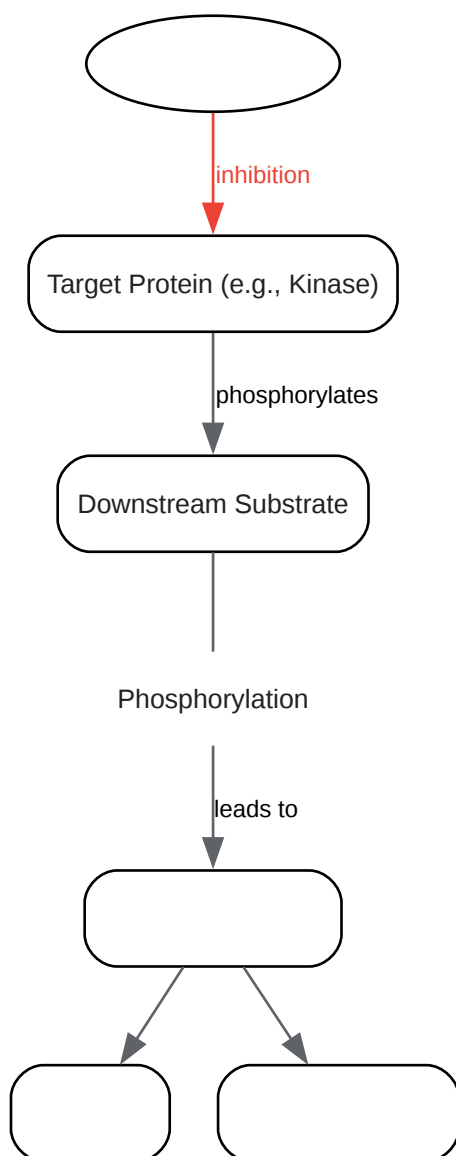 inhibition
Target Protein (e.g., Kinase)
phosphorylates
Downstream Substrate
Phosphorylation
leads to